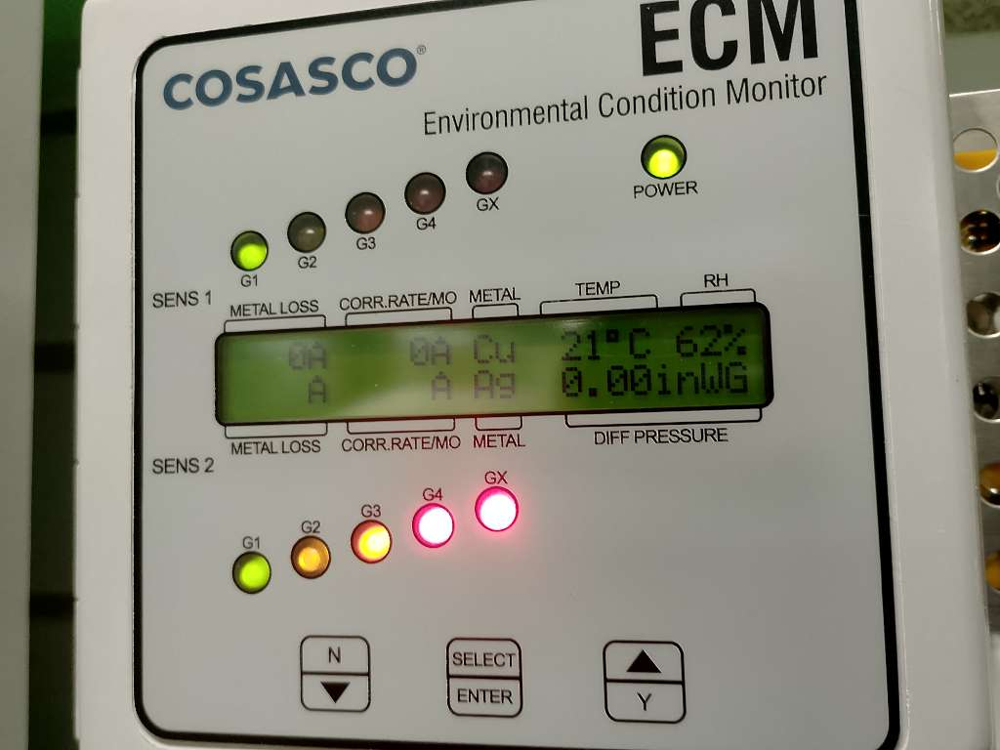 COSASCO®
ECM
Environmental Condition Monitor
POWER
GX
G4
G3
G2
G1
SENS 1
METAL LOSS CORR.RATE/MO METAL TEMP RH
0A 0A Cu 21°C 62%
A A Ag 0.00inWG
METAL LOSS CORR.RATE/MO METAL DIFF PRESSURE
SENS 2
G1 G2 G3 G4 GX
N SELECT
ENTER Y